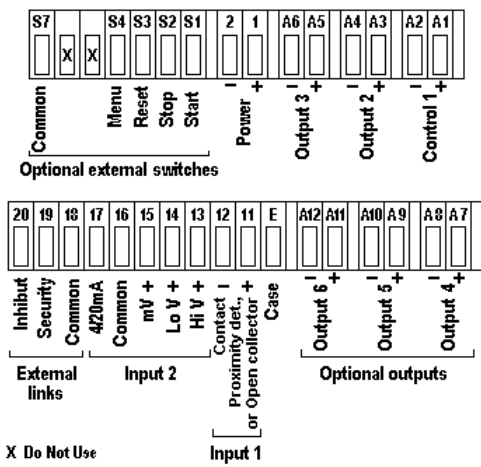 S7 X X S4 S3 S2 S1 2 1 A6 A5 A4 A3 A2 A1
Common Menu Reset Stop Start − + − + − + − +
Power Output 3 Output 2 Control 1
Optional external switches
20 19 18 17 16 15 14 13 12 11 E A12 A11 A10 A9 A8 A7
Inhibut Security Common 4/20mA Common mV + Lo V + Hi V + Contact − + Case − + − + − +
Proximity det.,
or Open collector
Output 6 Output 5 Output 4
External
links
Input 2
Optional outputs
X Do Not Use
Input 1